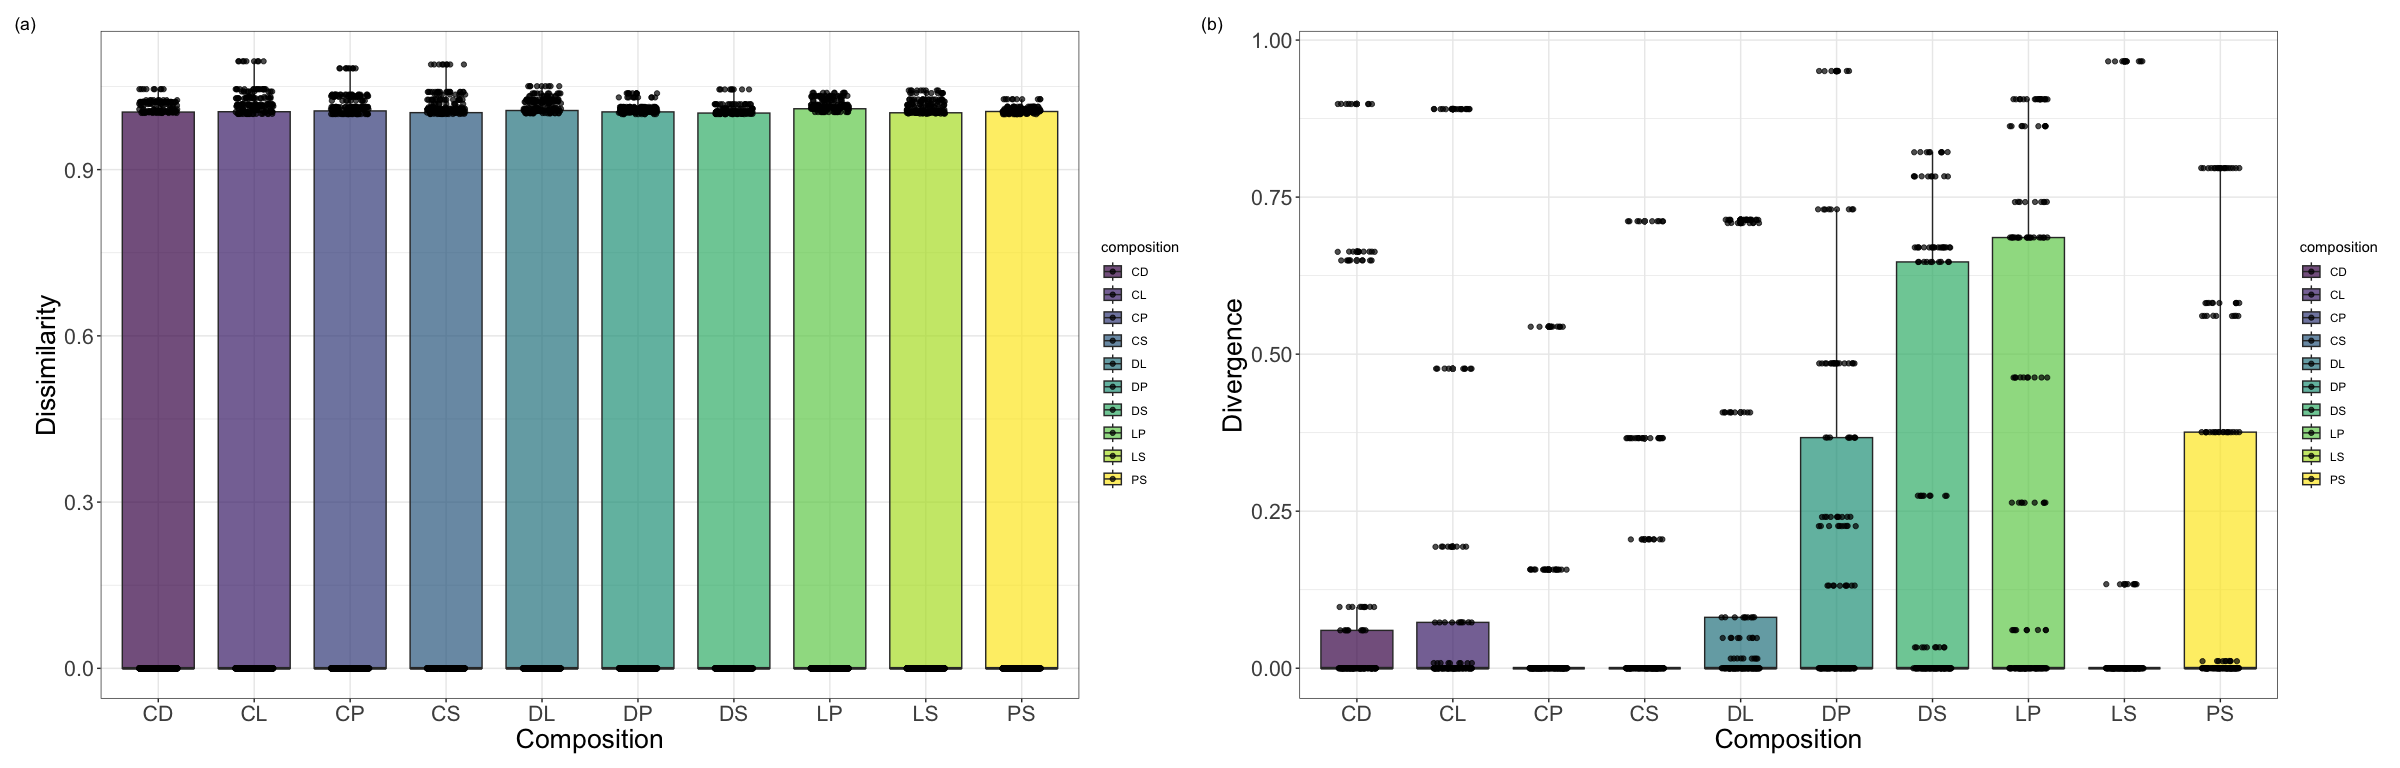 (a)
Dissimilarity
0.9
0.6
0.3
0.0
CD CL CP CS DL DP DS LP LS PS
Composition
composition
CD
CL
CP
CS
DL
DP
DS
LP
LS
PS
(b)
Divergence
1.00
0.75
0.50
0.25
0.00
CD CL CP CS DL DP DS LP LS PS
Composition
composition
CD
CL
CP
CS
DL
DP
DS
LP
LS
PS